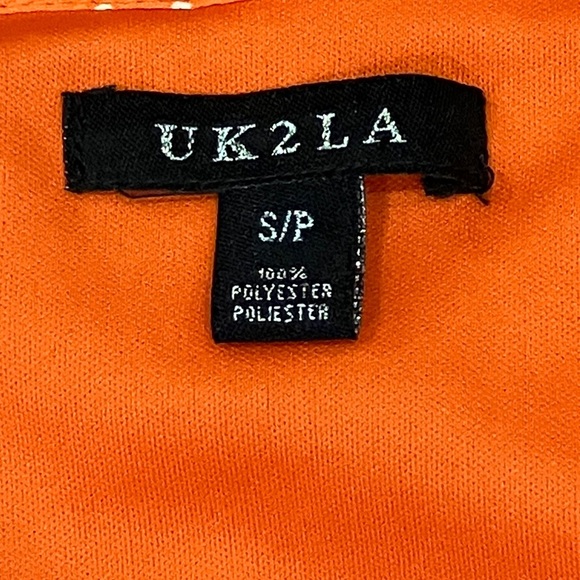 UK2LA
S/P
100%
POLYESTER
POLIESTER